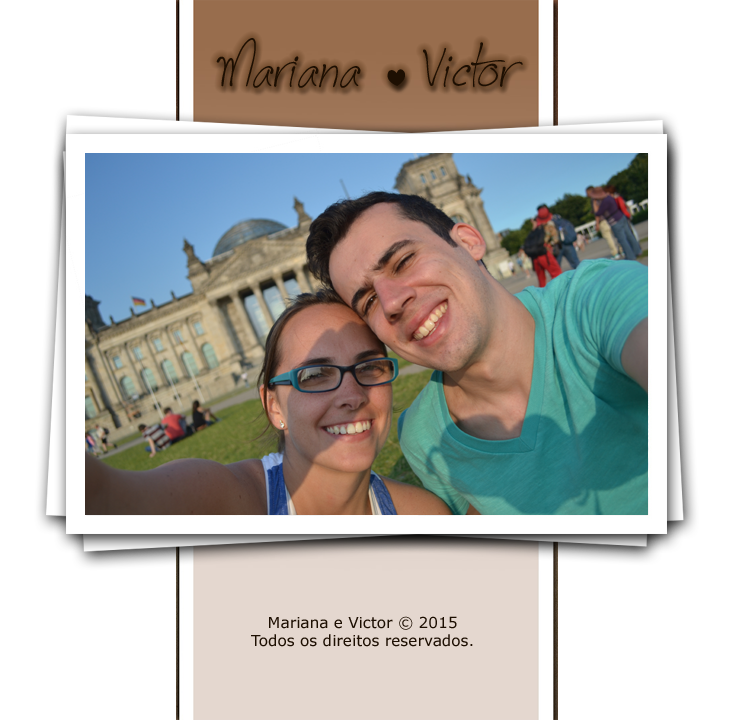 Mariana ♥ Victor
Mariana e Victor © 2015
Todos os direitos reservados.